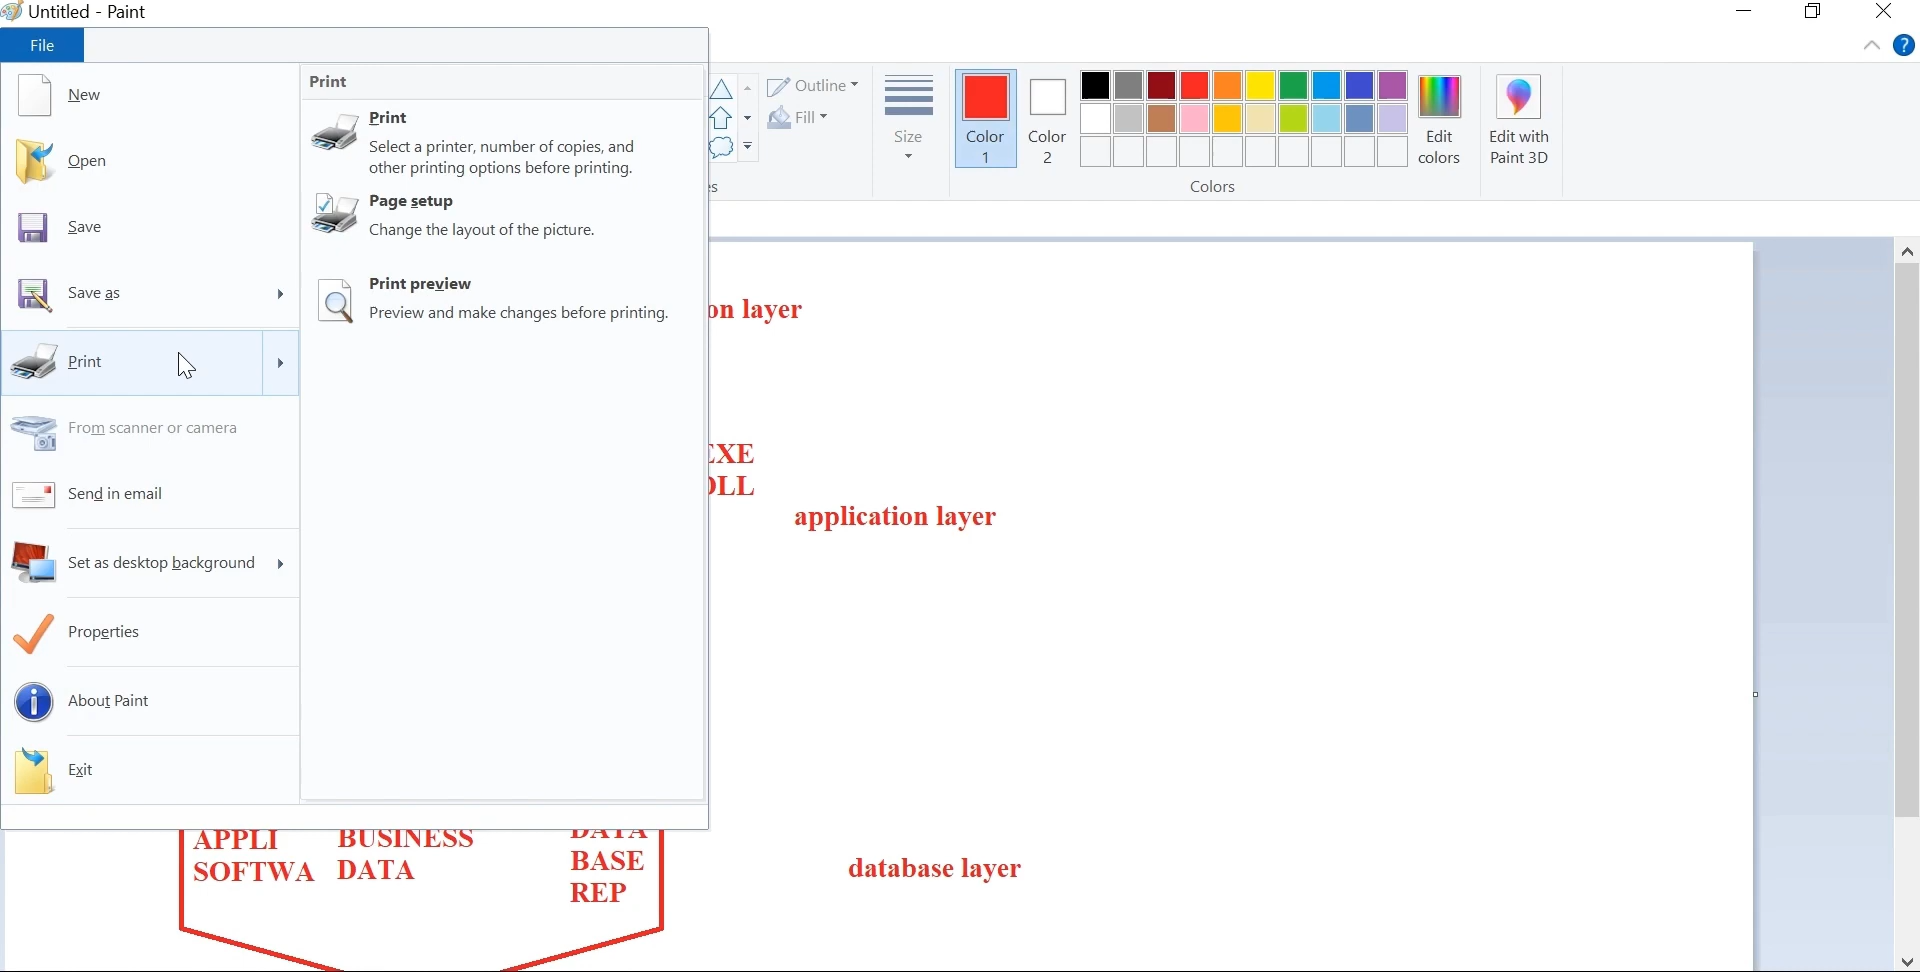 Untitled - Paint
File
New
Open
Save
Save as
Print
From scanner or camera
Send in email
Set as desktop background
Properties
About Paint
Exit
Print
Print
Select a printer, number of copies, and
other printing options before printing.
Page setup
Change the layout of the picture.
Print preview
Preview and make changes before printing.
Outline
Fill
es
Size
Color
1
Color
2
Edit
colors
Edit with
Paint 3D
Colors
?
on layer
EXE
DLL
application layer
APPLI
SOFTWA
BUSINESS
DATA
DATA
BASE
REP
database layer